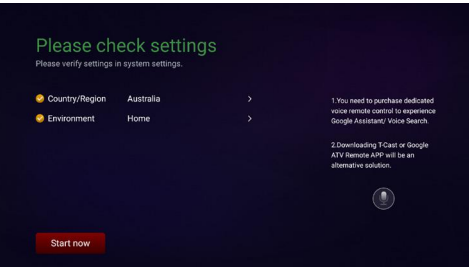 Please check settings
Please verify settings in system settings.
Country/Region Australia >
Environment Home >
1.You need to purchase dedicated
voice remote control to experience
Google Assistant/ Voice Search.
2.Downloading T-Cast or Google
ATV Remote APP will be an
alternative solution.
Start now